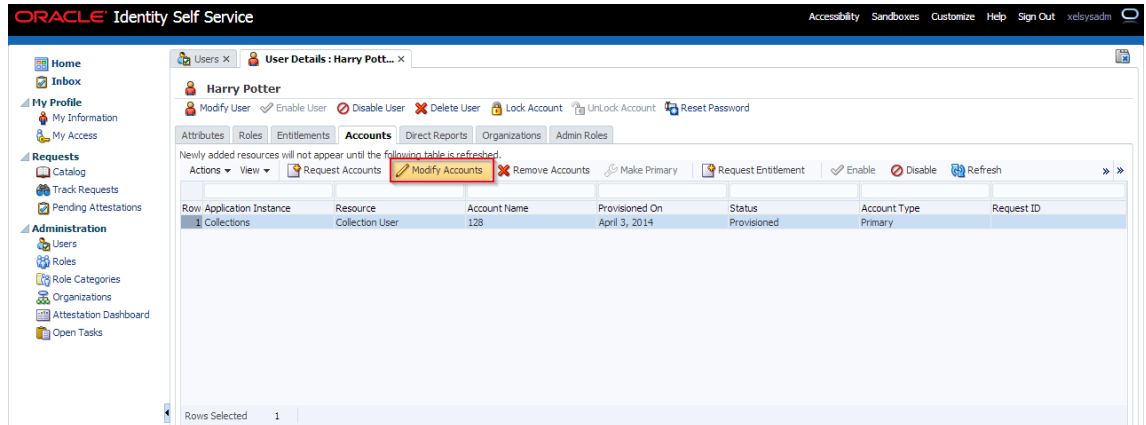 ORACLE Identity Self Service
Accessibility Sandboxes Customize Help Sign Out xelsysadm
Home
Inbox
My Profile
My Information
My Access
Requests
Catalog
Track Requests
Pending Attestations
Administration
Users
Roles
Role Categories
Organizations
Attestation Dashboard
Open Tasks
Users User Details : Harry Pott...
Harry Potter
Modify User Enable User Disable User Delete User Lock Account UnLock Account Reset Password
Attributes Roles Entitlements Accounts Direct Reports Organizations Admin Roles
Newly added resources will not appear until the following table is refreshed.
Actions View Request Accounts Modify Accounts Remove Accounts Make Primary Request Entitlement Enable Disable Refresh » »
Row Application Instance Resource Account Name Provisioned On Status Account Type Request ID
1 Collections Collection User 128 April 3, 2014 Provisioned Primary
Rows Selected 1